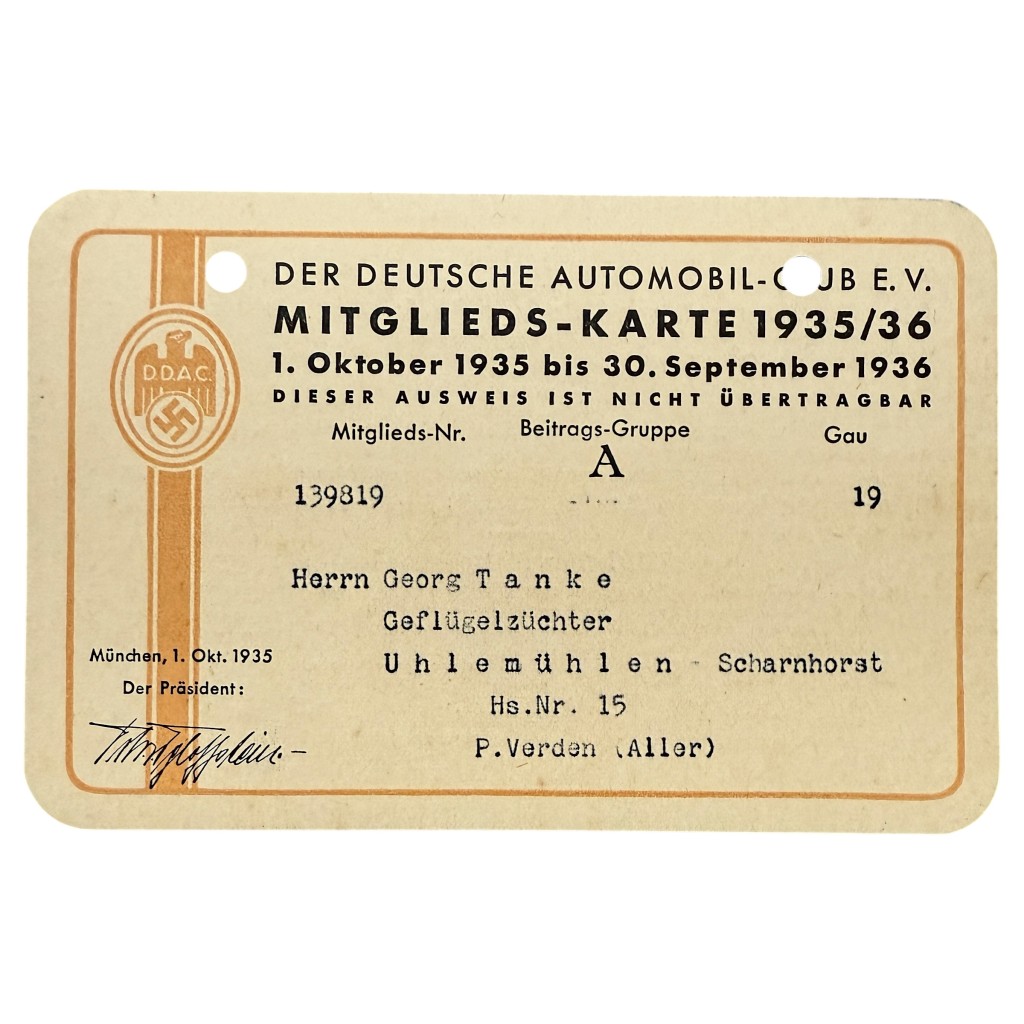 DER DEUTSCHE AUTOMOBIL-CLUB E. V.
MITGLIEDS-KARTE 1935/36
1. Oktober 1935 bis 30. September 1936
DIESER AUSWEIS IST NICHT ÜBERTRAGBAR
D.D.A.C.
Mitglieds-Nr. Beitrags-Gruppe Gau
A
139819 19
Herrn Georg Tanke
Geflügelzüchter
Uhlemühlen - Scharnhorst
Hs.Nr. 15
P.Verden (Aller)
München, 1. Okt. 1935
Der Präsident: